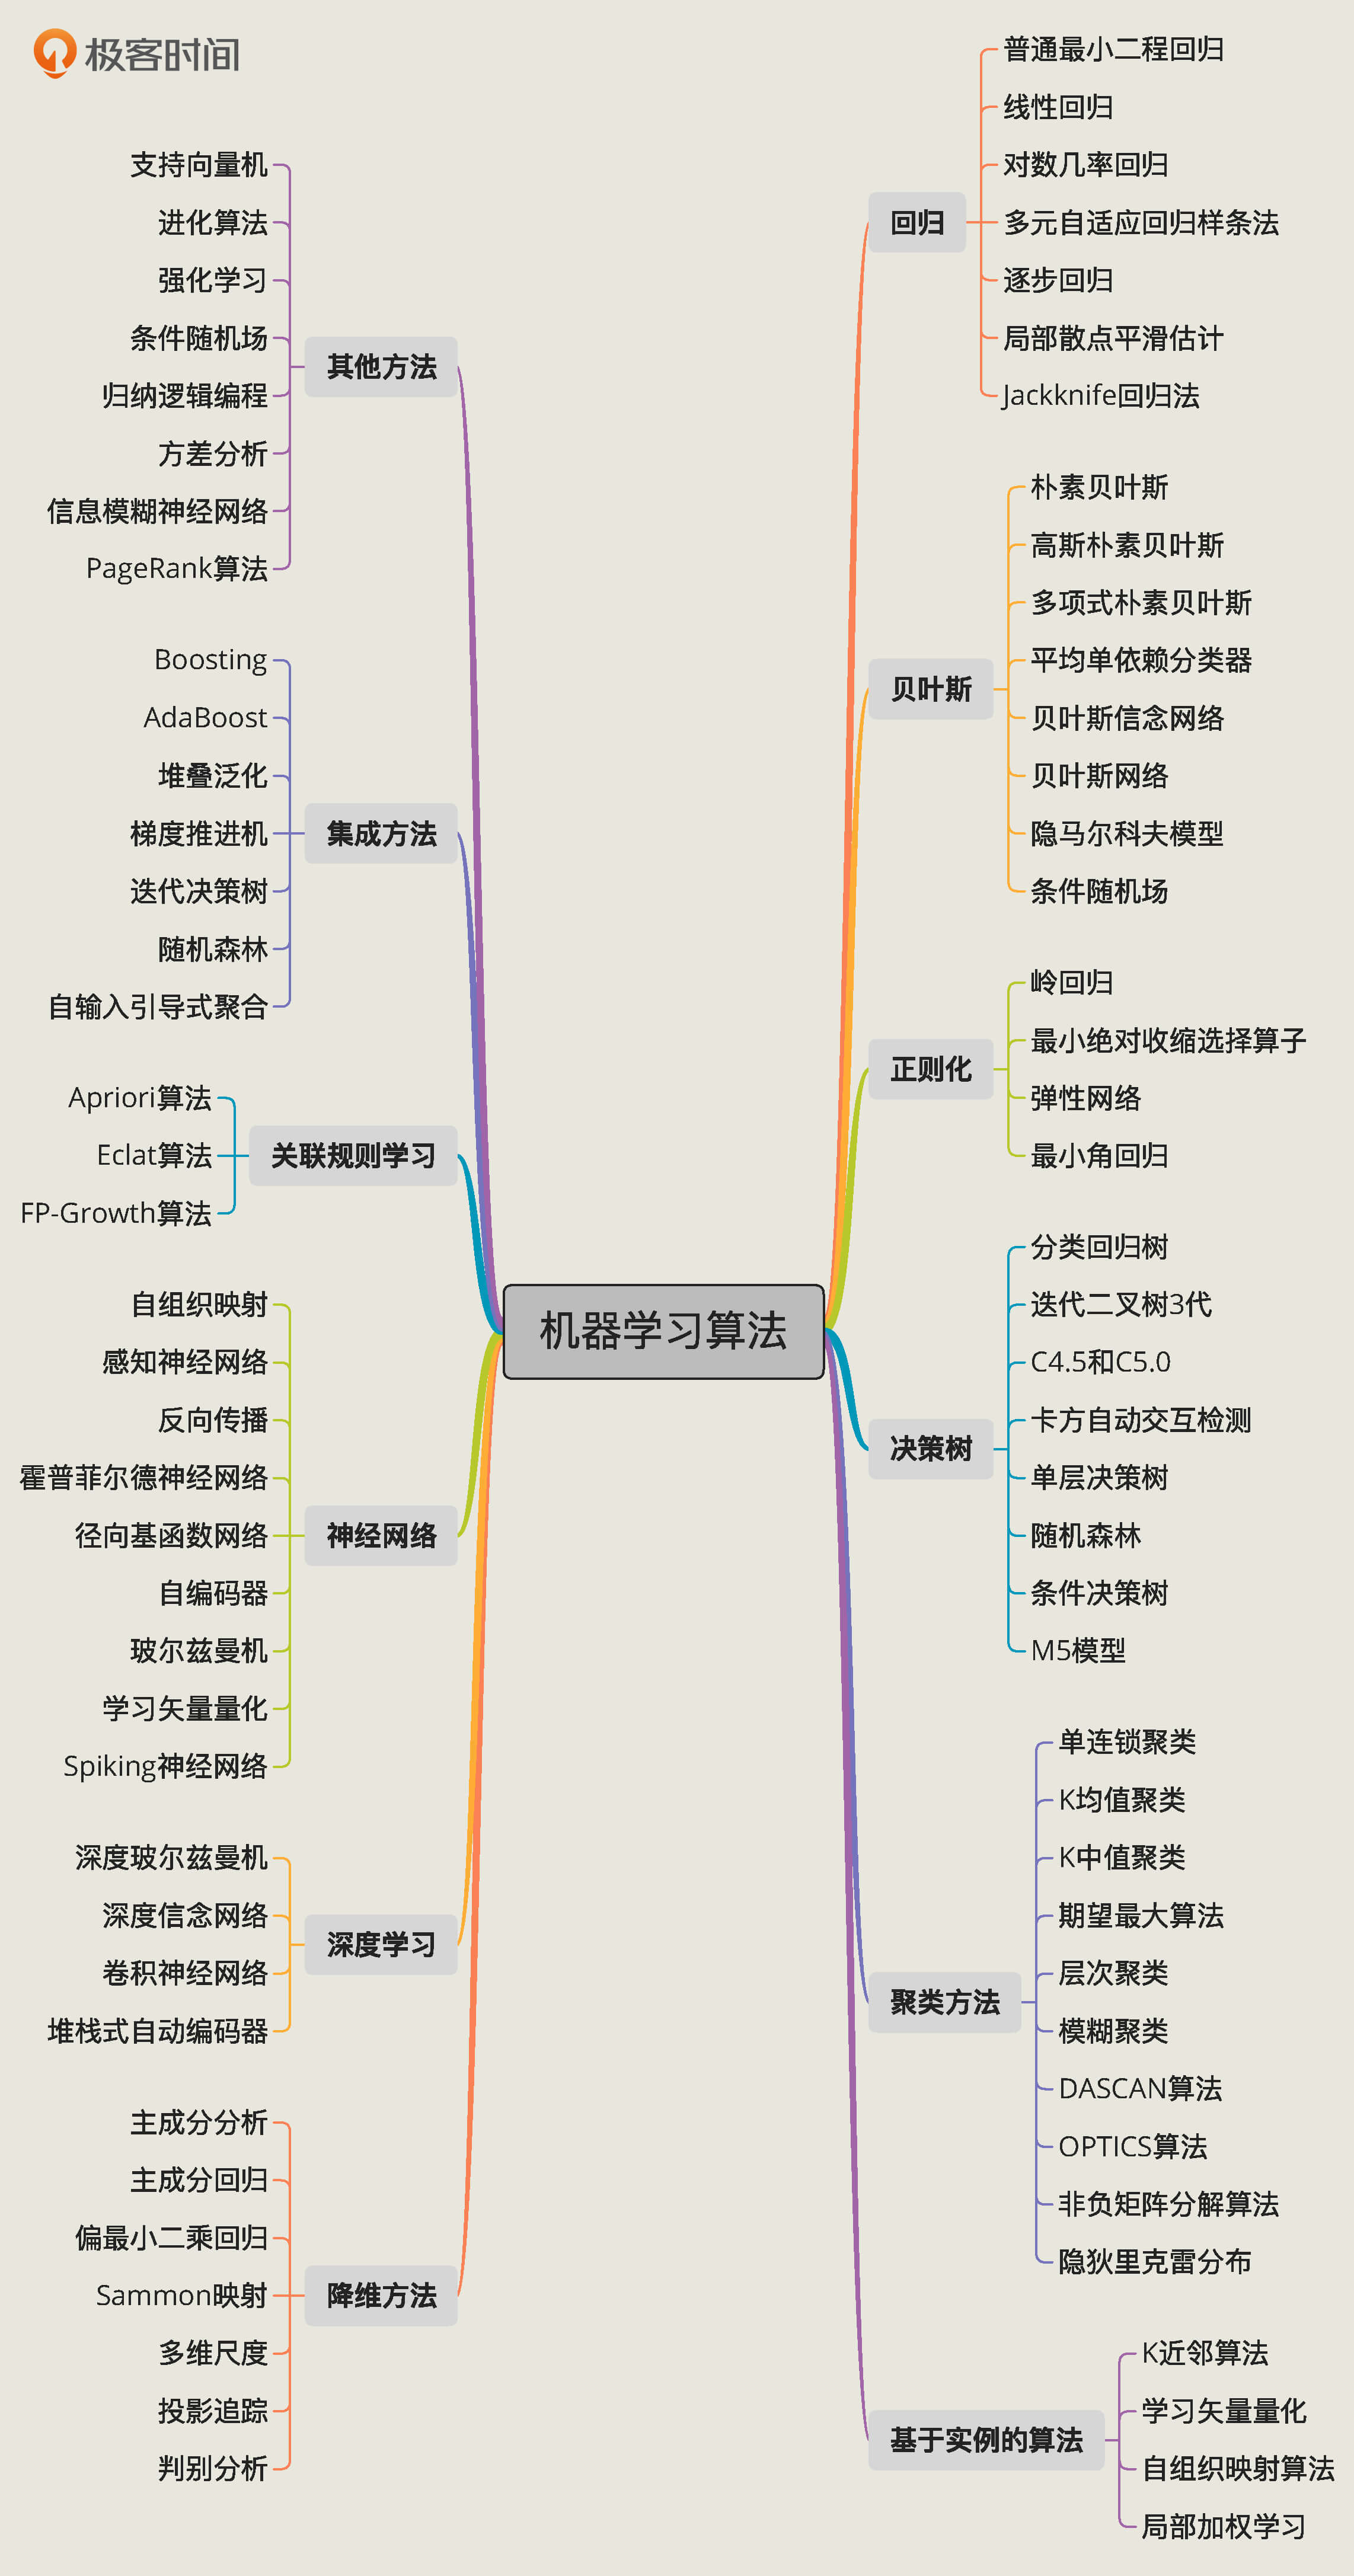 极客时间
机器学习算法
回归
普通最小二程回归
线性回归
对数几率回归
多元自适应回归样条法
逐步回归
局部散点平滑估计
Jackknife回归法
贝叶斯
朴素贝叶斯
高斯朴素贝叶斯
多项式朴素贝叶斯
平均单依赖分类器
贝叶斯信念网络
贝叶斯网络
隐马尔科夫模型
条件随机场
正则化
岭回归
最小绝对收缩选择算子
弹性网络
最小角回归
决策树
分类回归树
迭代二叉树3代
C4.5和C5.0
卡方自动交互检测
单层决策树
随机森林
条件决策树
M5模型
聚类方法
单连锁聚类
K均值聚类
K中值聚类
期望最大算法
层次聚类
模糊聚类
DASCAN算法
OPTICS算法
非负矩阵分解算法
隐狄里克雷分布
基于实例的算法
K近邻算法
学习矢量量化
自组织映射算法
局部加权学习
其他方法
支持向量机
进化算法
强化学习
条件随机场
归纳逻辑编程
方差分析
信息模糊神经网络
PageRank算法
集成方法
Boosting
AdaBoost
堆叠泛化
梯度推进机
迭代决策树
随机森林
自输入引导式聚合
关联规则学习
Apriori算法
Eclat算法
FP-Growth算法
神经网络
自组织映射
感知神经网络
反向传播
霍普菲尔德神经网络
径向基函数网络
自编码器
玻尔兹曼机
学习矢量量化
Spiking神经网络
深度学习
深度玻尔兹曼机
深度信念网络
卷积神经网络
堆栈式自动编码器
降维方法
主成分分析
主成分回归
偏最小二乘回归
Sammon映射
多维尺度
投影追踪
判别分析